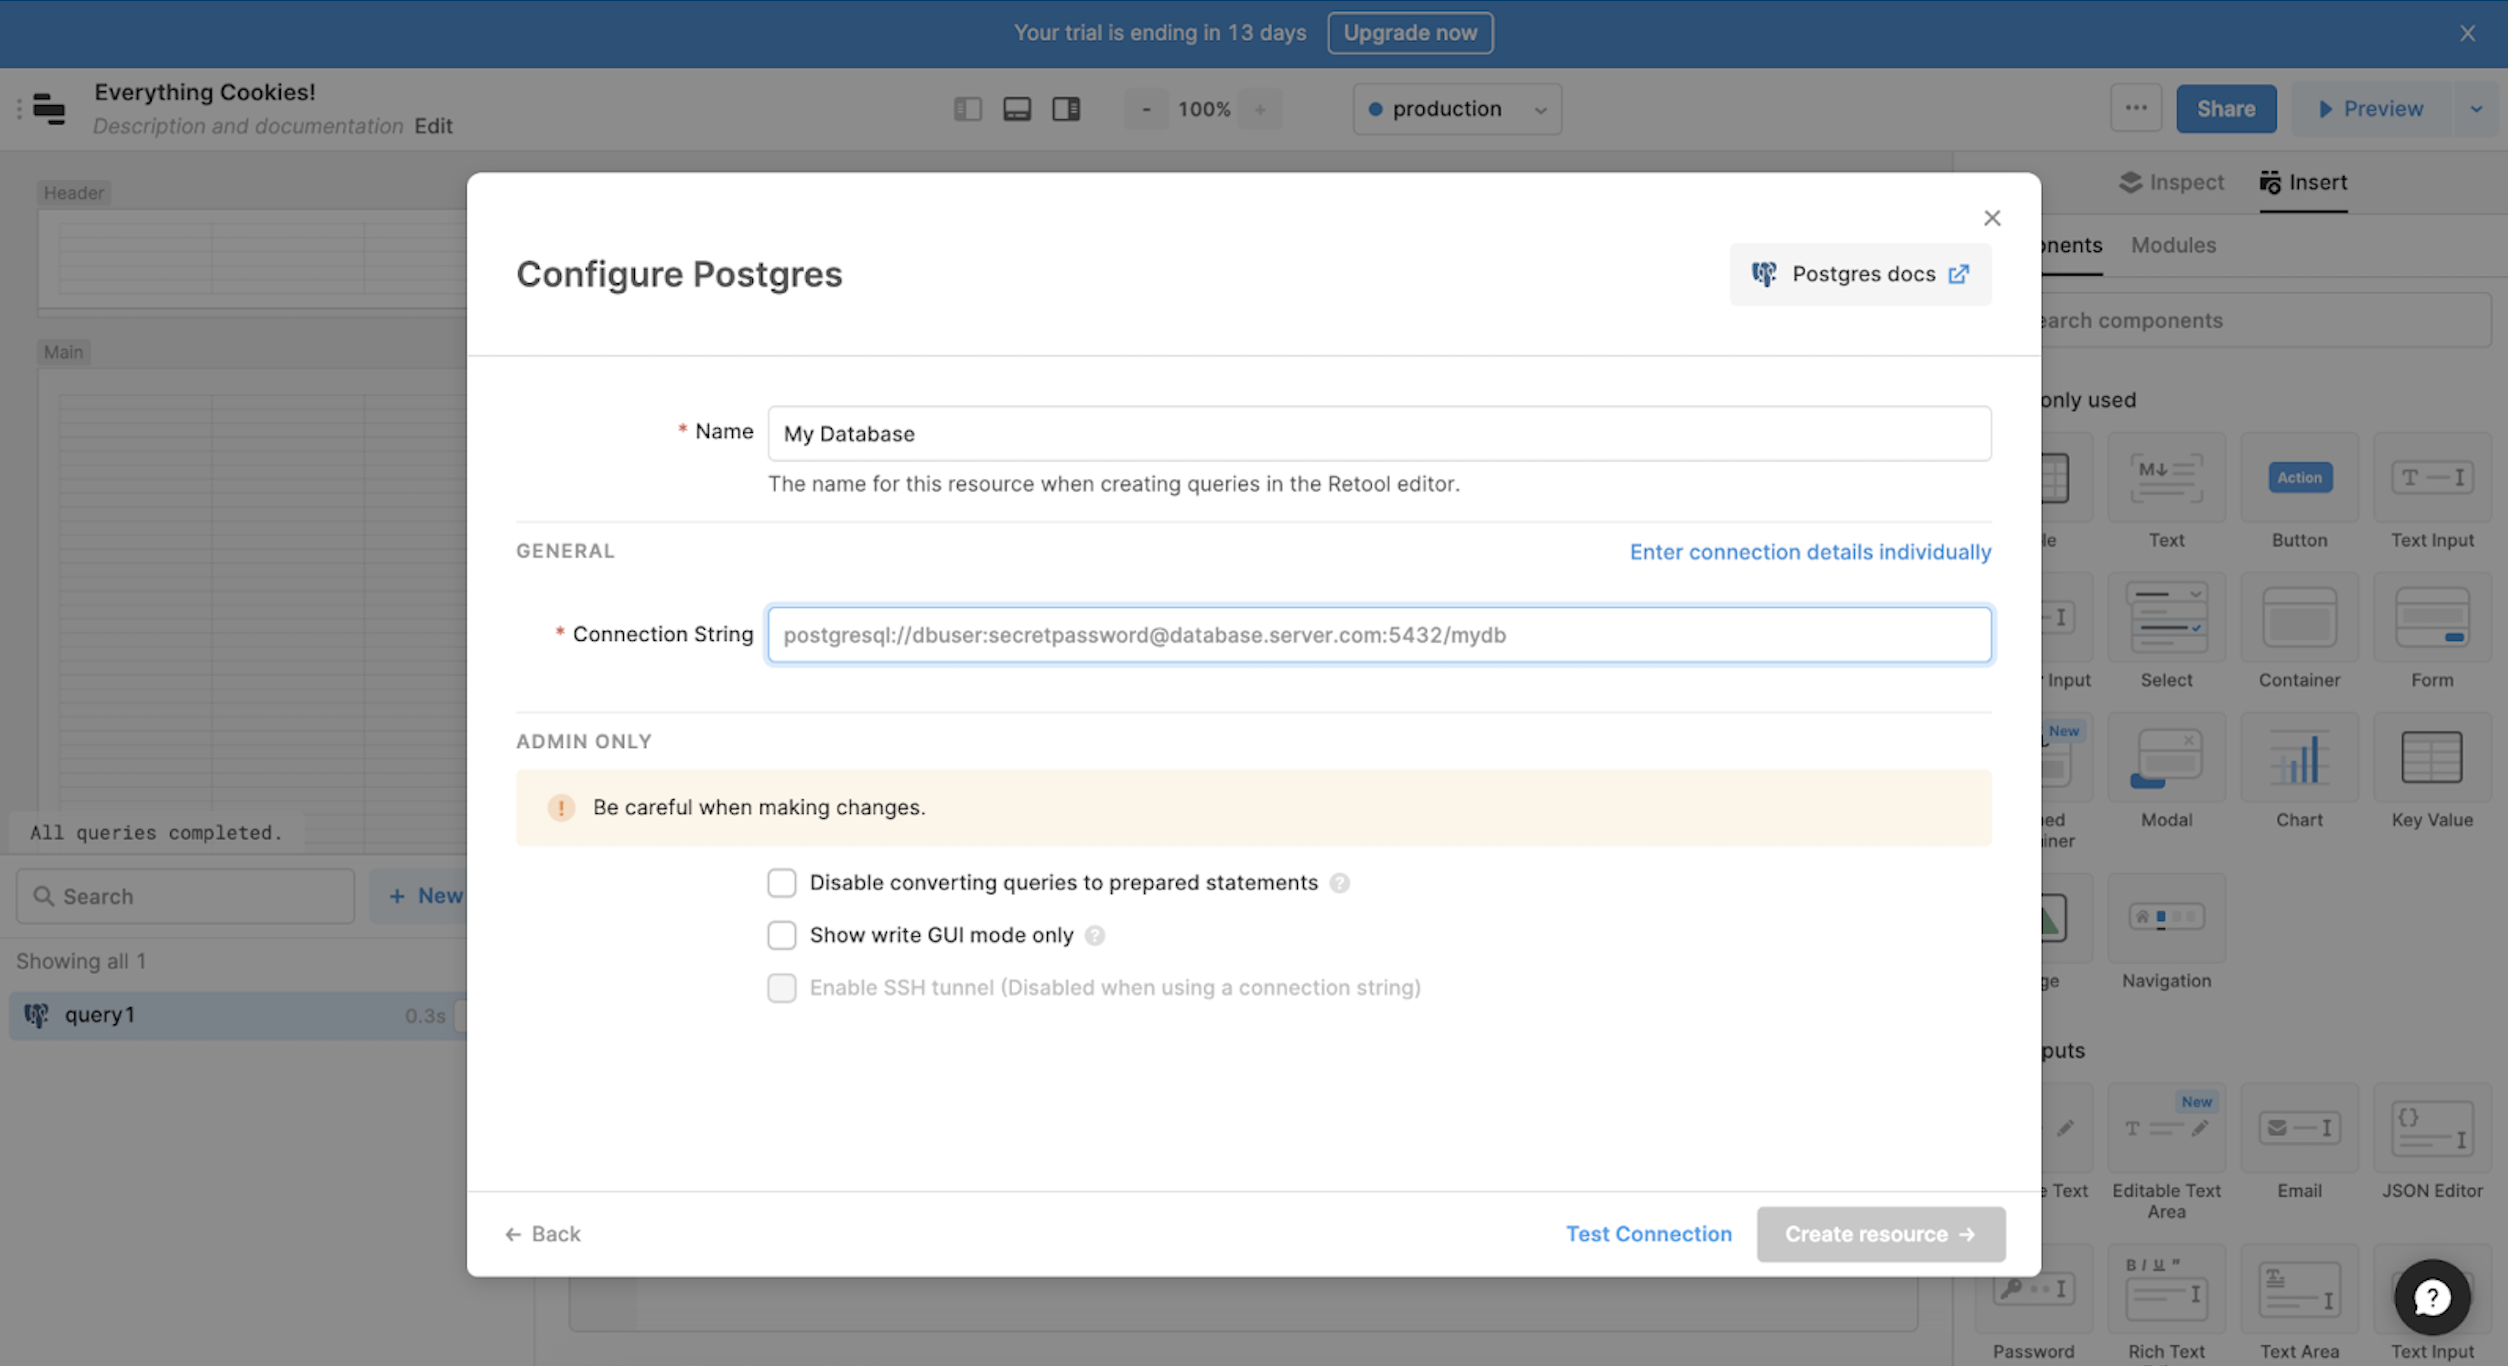 Your trial is ending in 13 days Upgrade now
Everything Cookies!
Description and documentation Edit
- 100% +
production
Share
Preview
Header
Inspect Insert
nents Modules
earch components
Main
only used
M↓ Action T I
le Text Button Text Input
Input Select Container Form
New
ed
iner Modal Chart Key Value
ge Navigation
puts
New
e Text Editable Text
Area Email JSON Editor
B I U "
Password Rich Text Text Area Text Input
All queries completed.
Search
+ New
Showing all 1
query1 0.3s
Configure Postgres
Postgres docs
* Name My Database
The name for this resource when creating queries in the Retool editor.
GENERAL Enter connection details individually
* Connection String postgresql://dbuser:secretpassword@database.server.com:5432/mydb
ADMIN ONLY
! Be careful when making changes.
Disable converting queries to prepared statements ?
Show write GUI mode only ?
Enable SSH tunnel (Disabled when using a connection string)
← Back Test Connection Create resource →
?